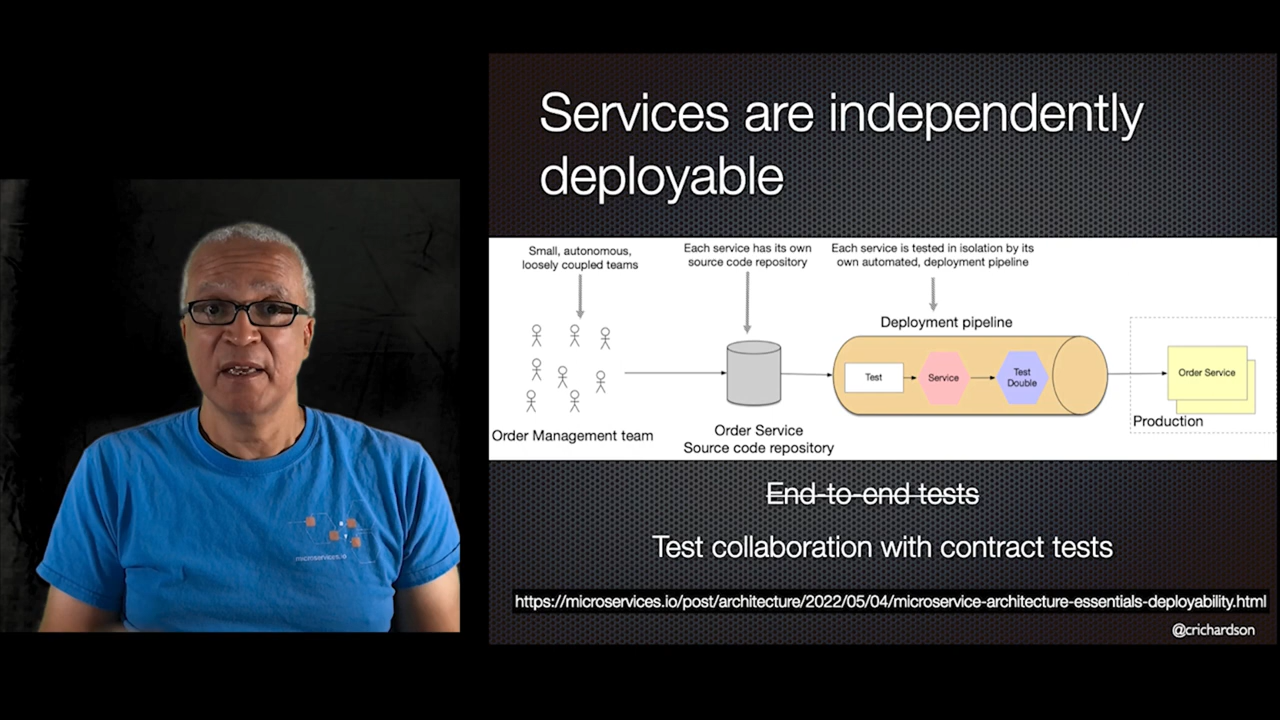 Services are independently
deployable
Small, autonomous,
loosely coupled teams
Each service has its own
source code repository
Each service is tested in isolation by its
own automated, deployment pipeline
Deployment pipeline
Test
Service
Test
Double
Order Service
Production
Order Management team
Order Service
Source code repository
End-to-end tests
Test collaboration with contract tests
https://microservices.io/post/architecture/2022/05/04/microservice-architecture-essentials-deployability.html
@crichardson
microservices.io